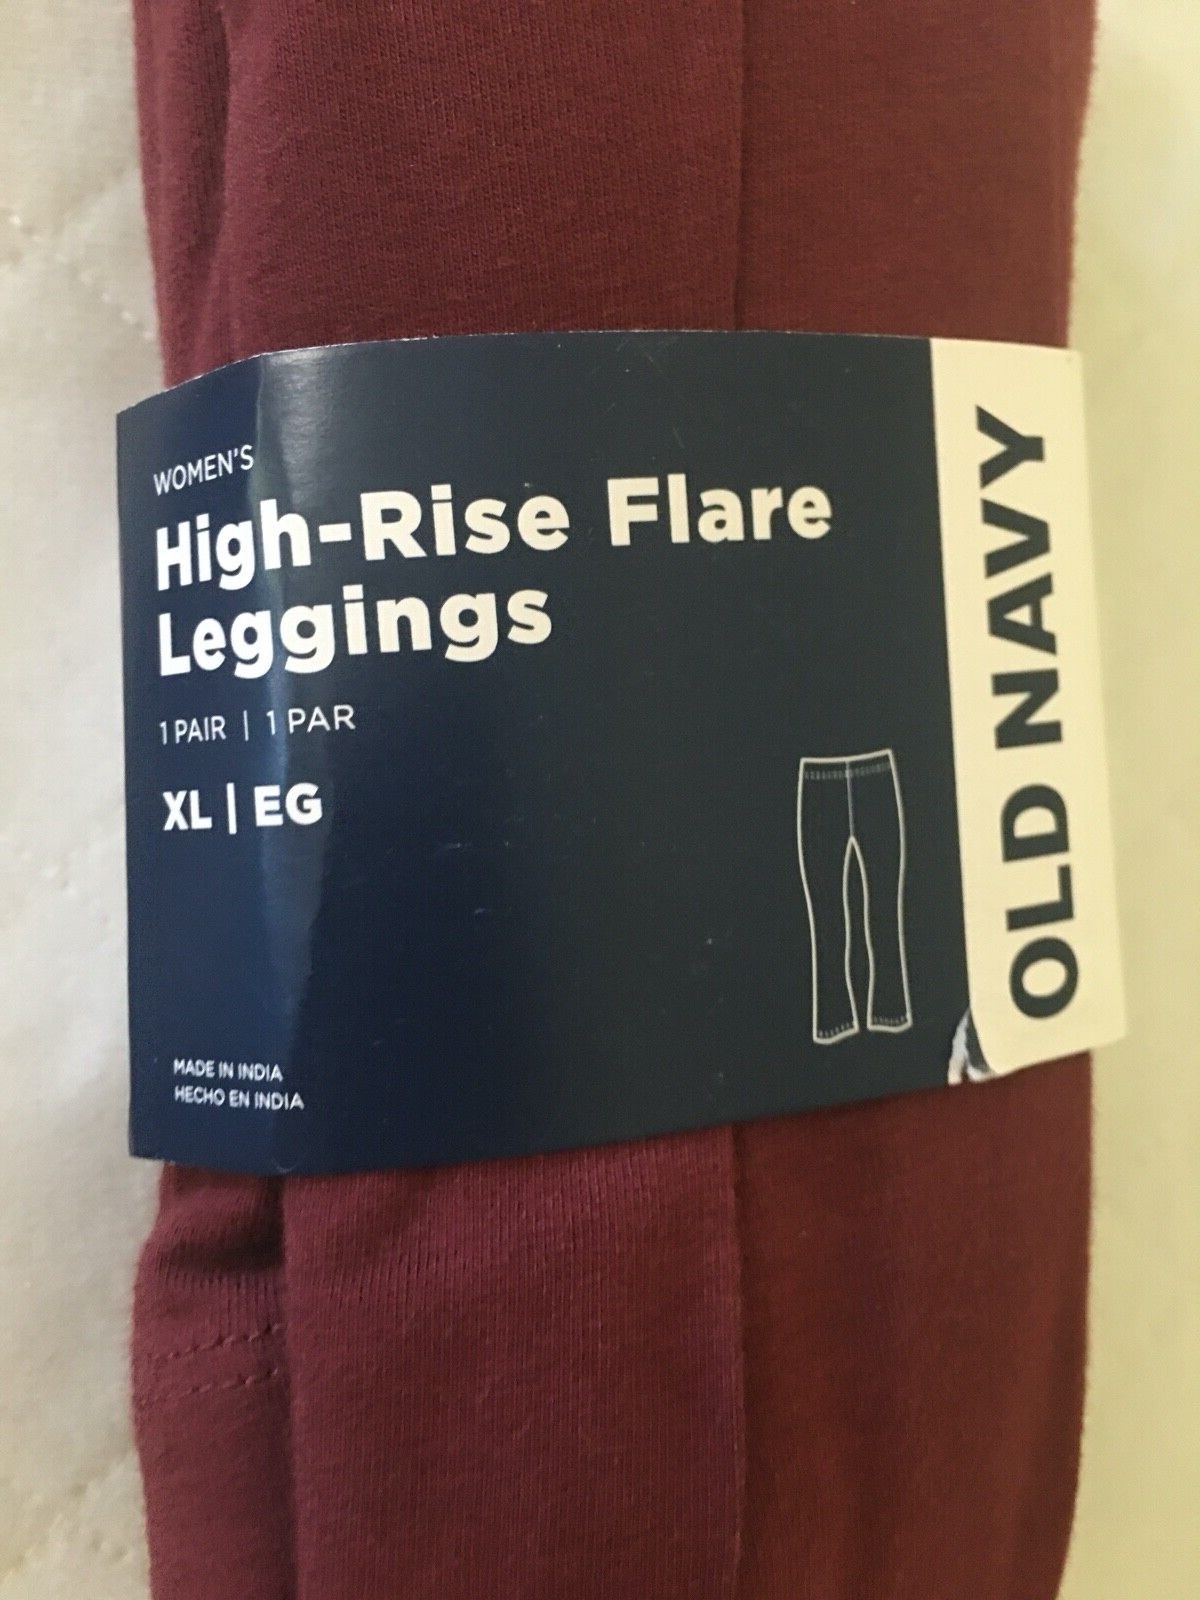 WOMEN'S
High-Rise Flare
Leggings
1 PAIR | 1 PAR
XL | EG
MADE IN INDIA
HECHO EN INDIA
OLD NAVY